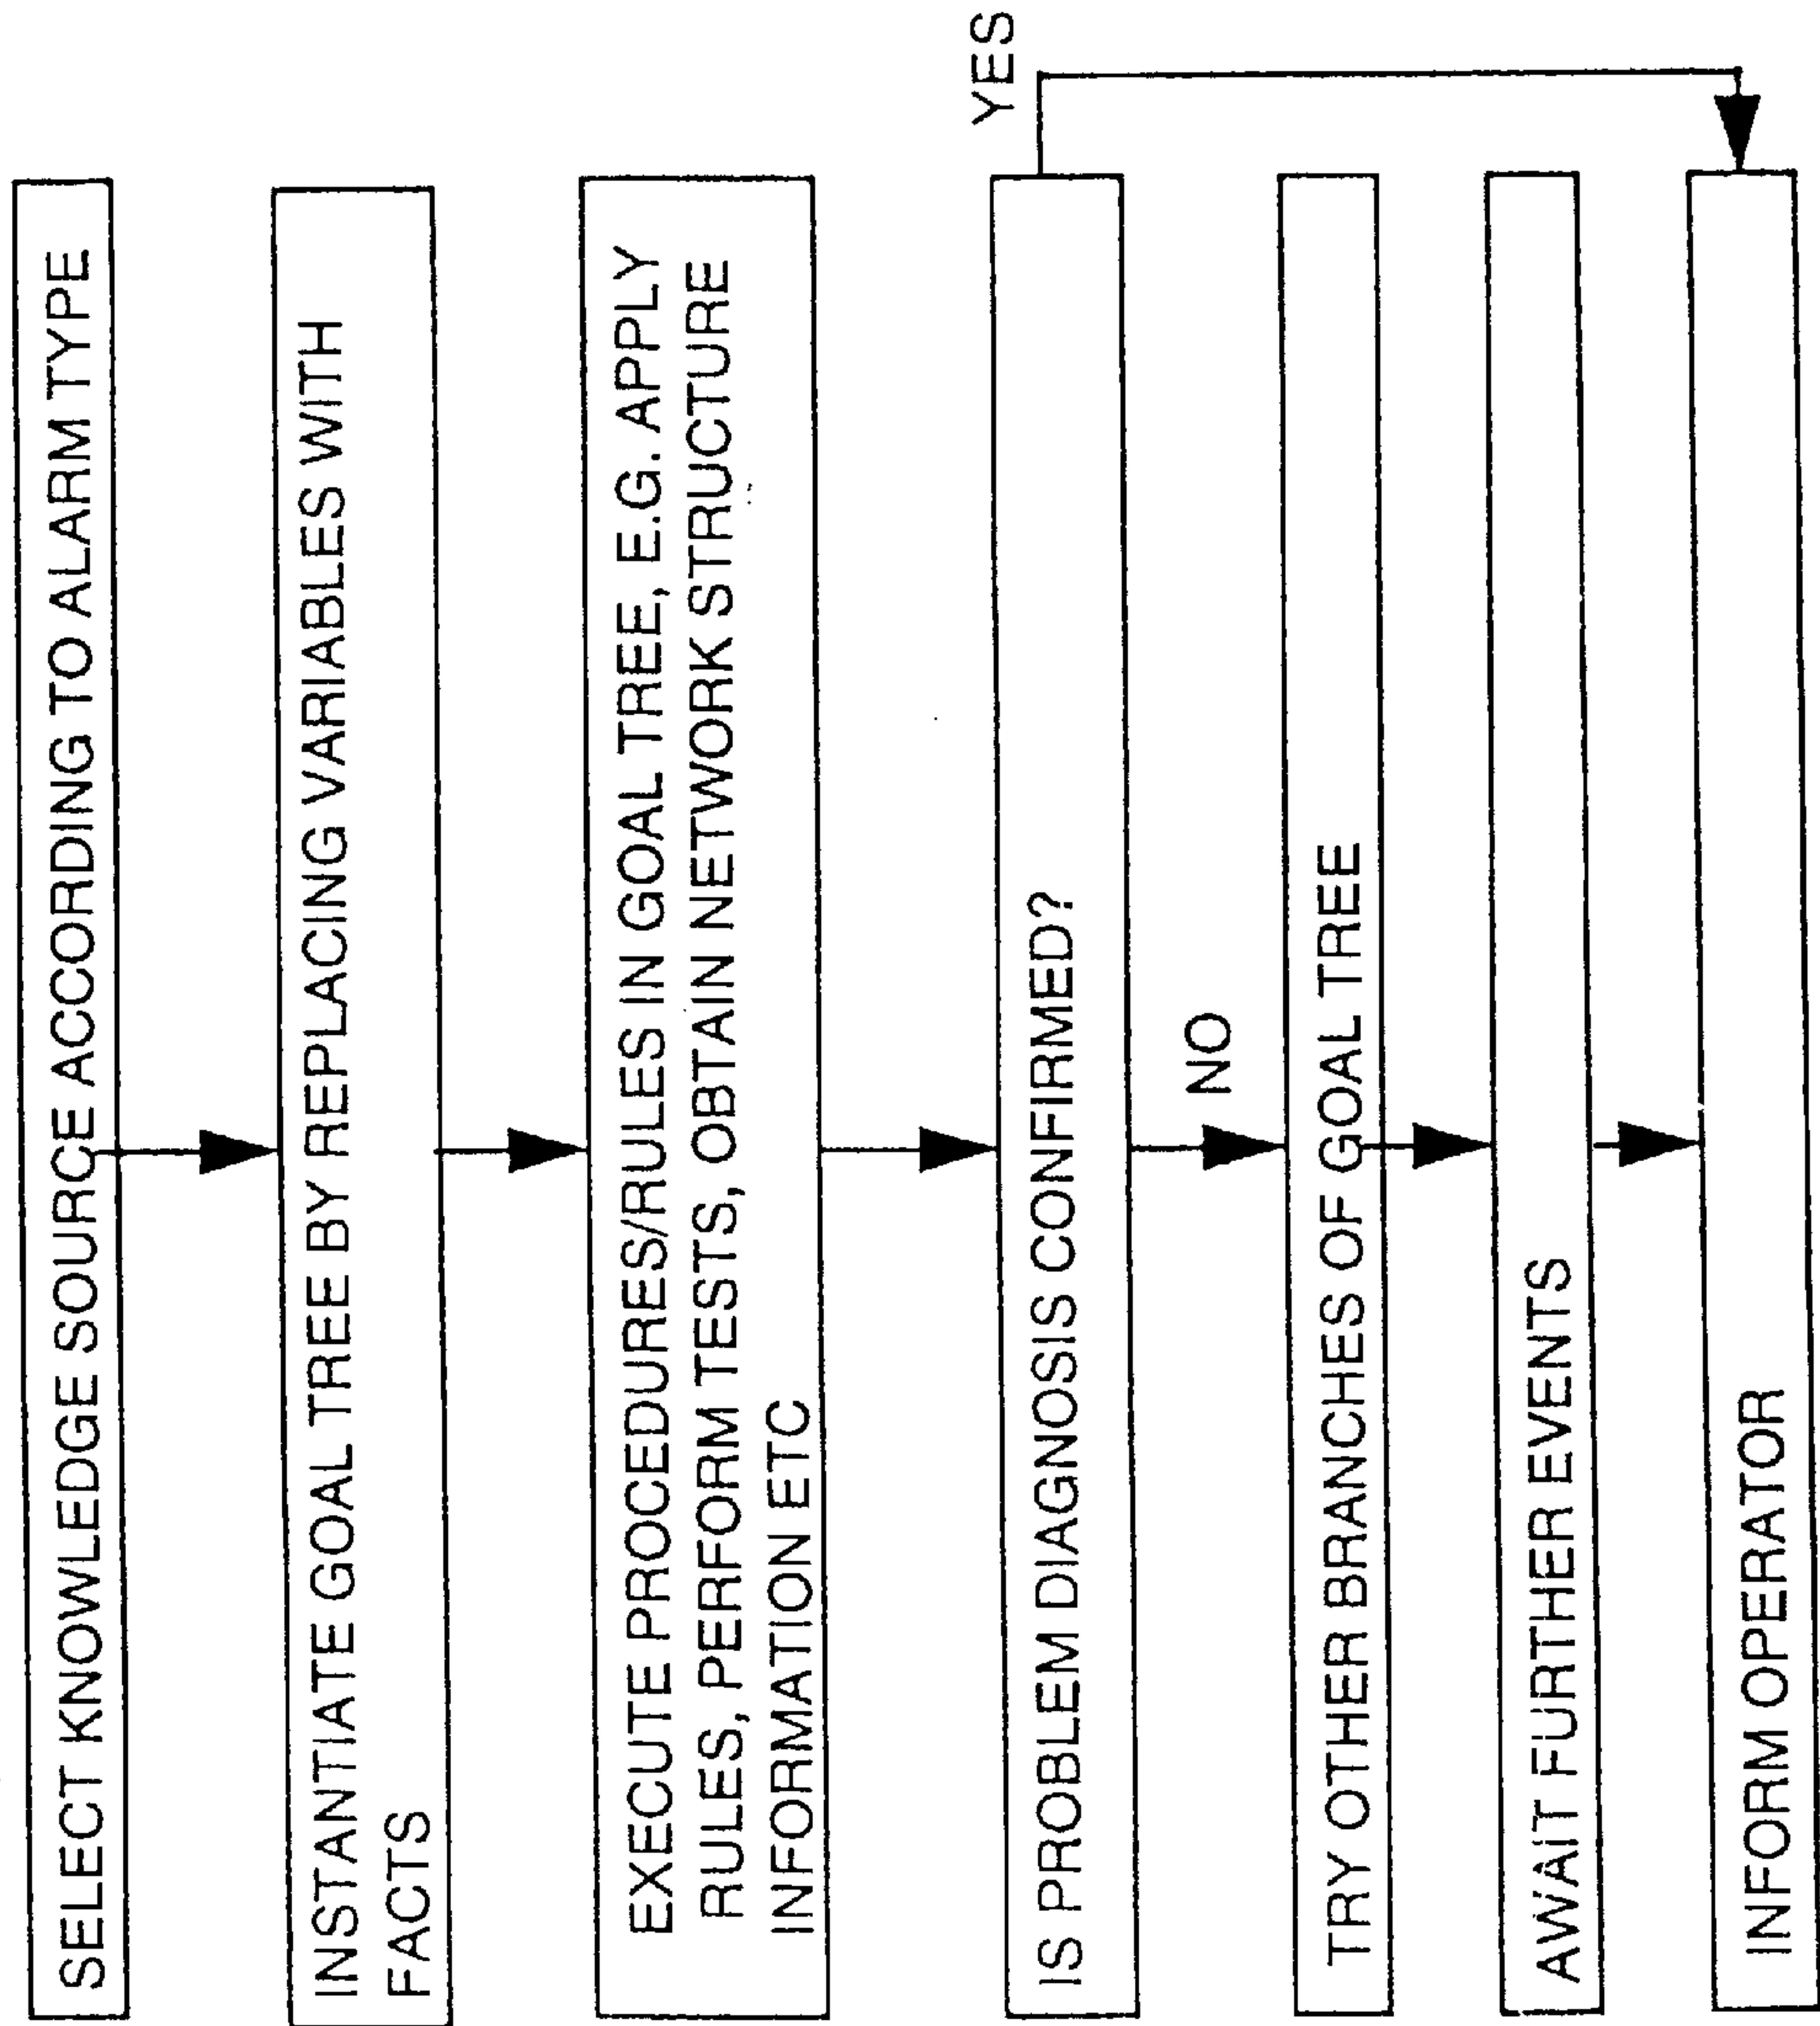 SELECT KNOWLEDGE SOURCE ACCORDING TO ALARM TYPE
INSTANTIATE GOAL TREE BY REPLACING VARIABLES WITH
FACTS
EXECUTE PROCEDURES/RULES IN GOAL TREE, E.G. APPLY
RULES, PERFORM TESTS, OBTAIN NETWORK STRUCTURE
INFORMATION ETC
IS PROBLEM DIAGNOSIS CONFIRMED?
YES
NO
TRY OTHER BRANCHES OF GOAL TREE
AWAIT FURTHER EVENTS
INFORM OPERATOR